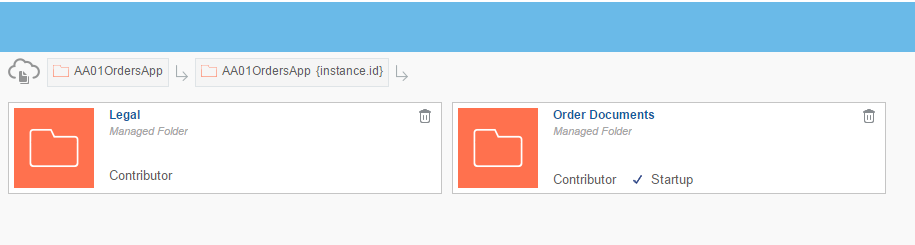 AA01OrdersApp AA01OrdersApp {instance.id}
Legal
Managed Folder
Contributor
Order Documents
Managed Folder
Contributor Startup